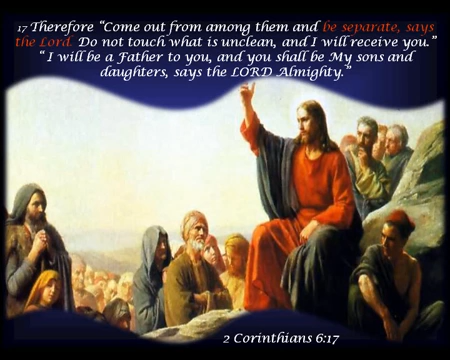 17 Therefore “Come out from among them and be separate, says
the Lord. Do not touch what is unclean, and I will receive you.”
“ I will be a Father to you, and you shall be My sons and
daughters, says the LORD Almighty.”
2 Corinthians 6:17